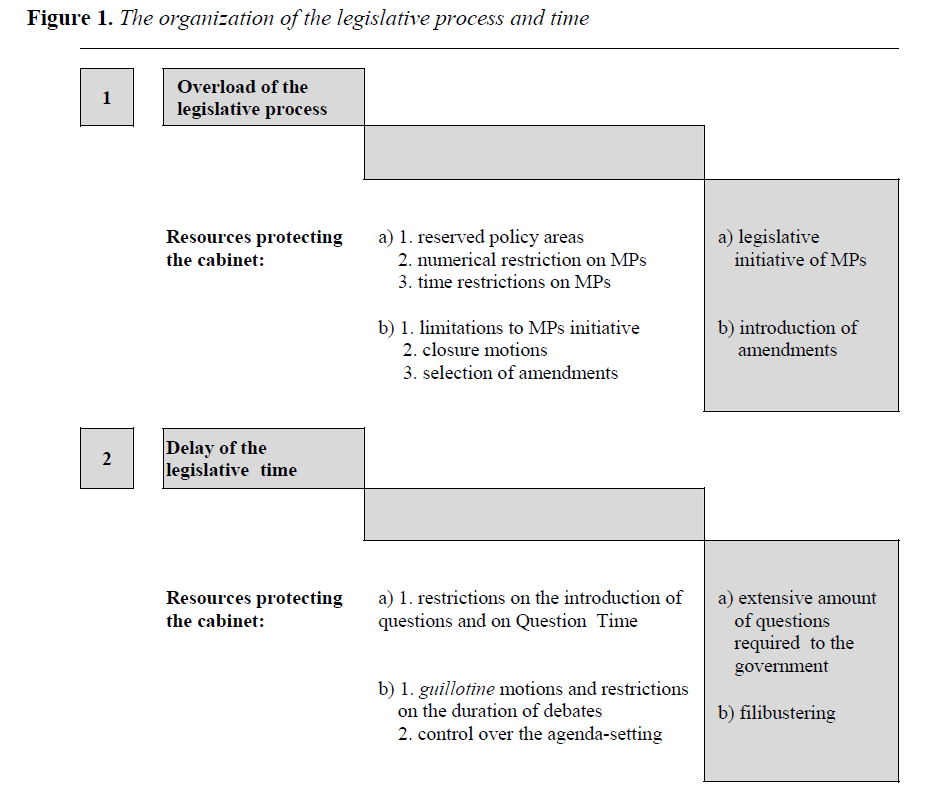 Figure 1. The organization of the legislative process and time
1
Overload of the
legislative process
Resources protecting
the cabinet:
a) 1. reserved policy areas
2. numerical restriction on MPs
3. time restrictions on MPs
b) 1. limitations to MPs initiative
2. closure motions
3. selection of amendments
a) legislative
initiative of MPs
b) introduction of
amendments
2
Delay of the
legislative time
Resources protecting
the cabinet:
a) 1. restrictions on the introduction of
questions and on Question Time
b) 1. guillotine motions and restrictions
on the duration of debates
2. control over the agenda-setting
a) extensive amount
of questions
required to the
government
b) filibustering